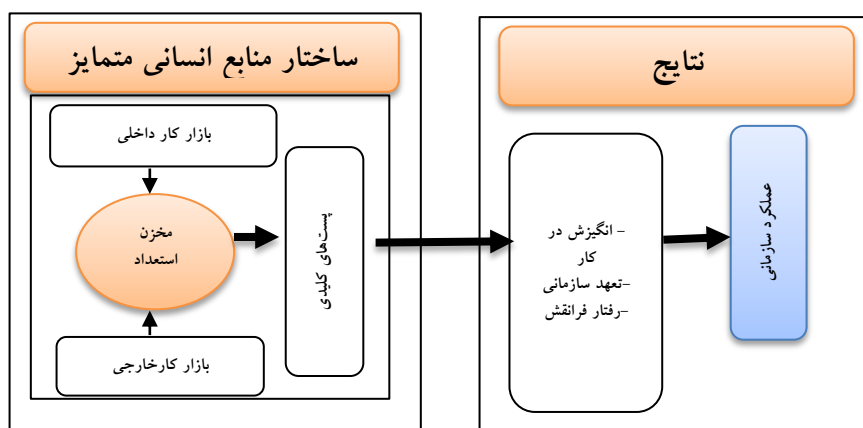 ساختار منابع انسانی متمایز
نتایج
بازار کار داخلی
مخزن
استعداد
بازار کارخارجی
پست‌های کلیدی
- انگیزش در
کار
-تعهد سازمانی
-رفتار فرانقش
عملکرد سازمانی